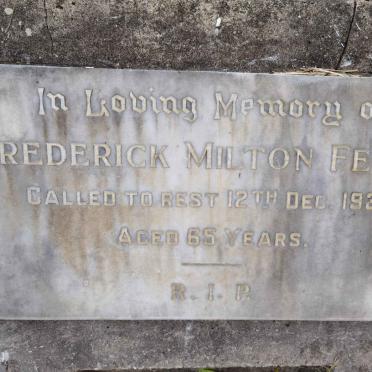 In Loving Memory o
REDERICK MILTON FE
CALLED TO REST 12TH DEC. 192
AGED 65 YEARS.
R. I. P.